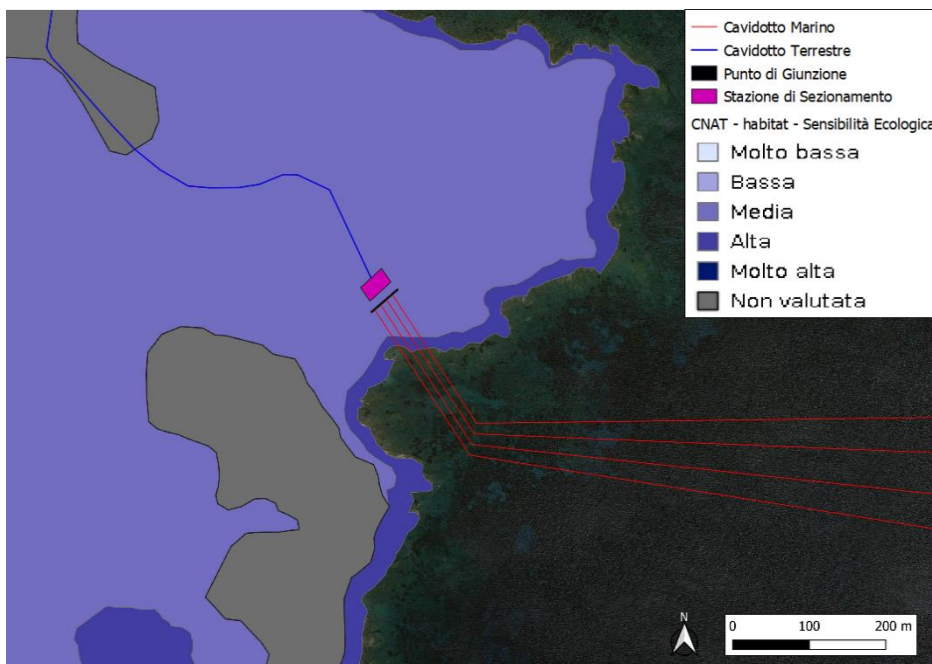 Cavidotto Marino
Cavidotto Terrestre
Punto di Giunzione
Stazione di Sezionamento
CNAT - habitat - Sensibilità Ecologica
Molto bassa
Bassa
Media
Alta
Molto alta
Non valutata
N
0 100 200 m